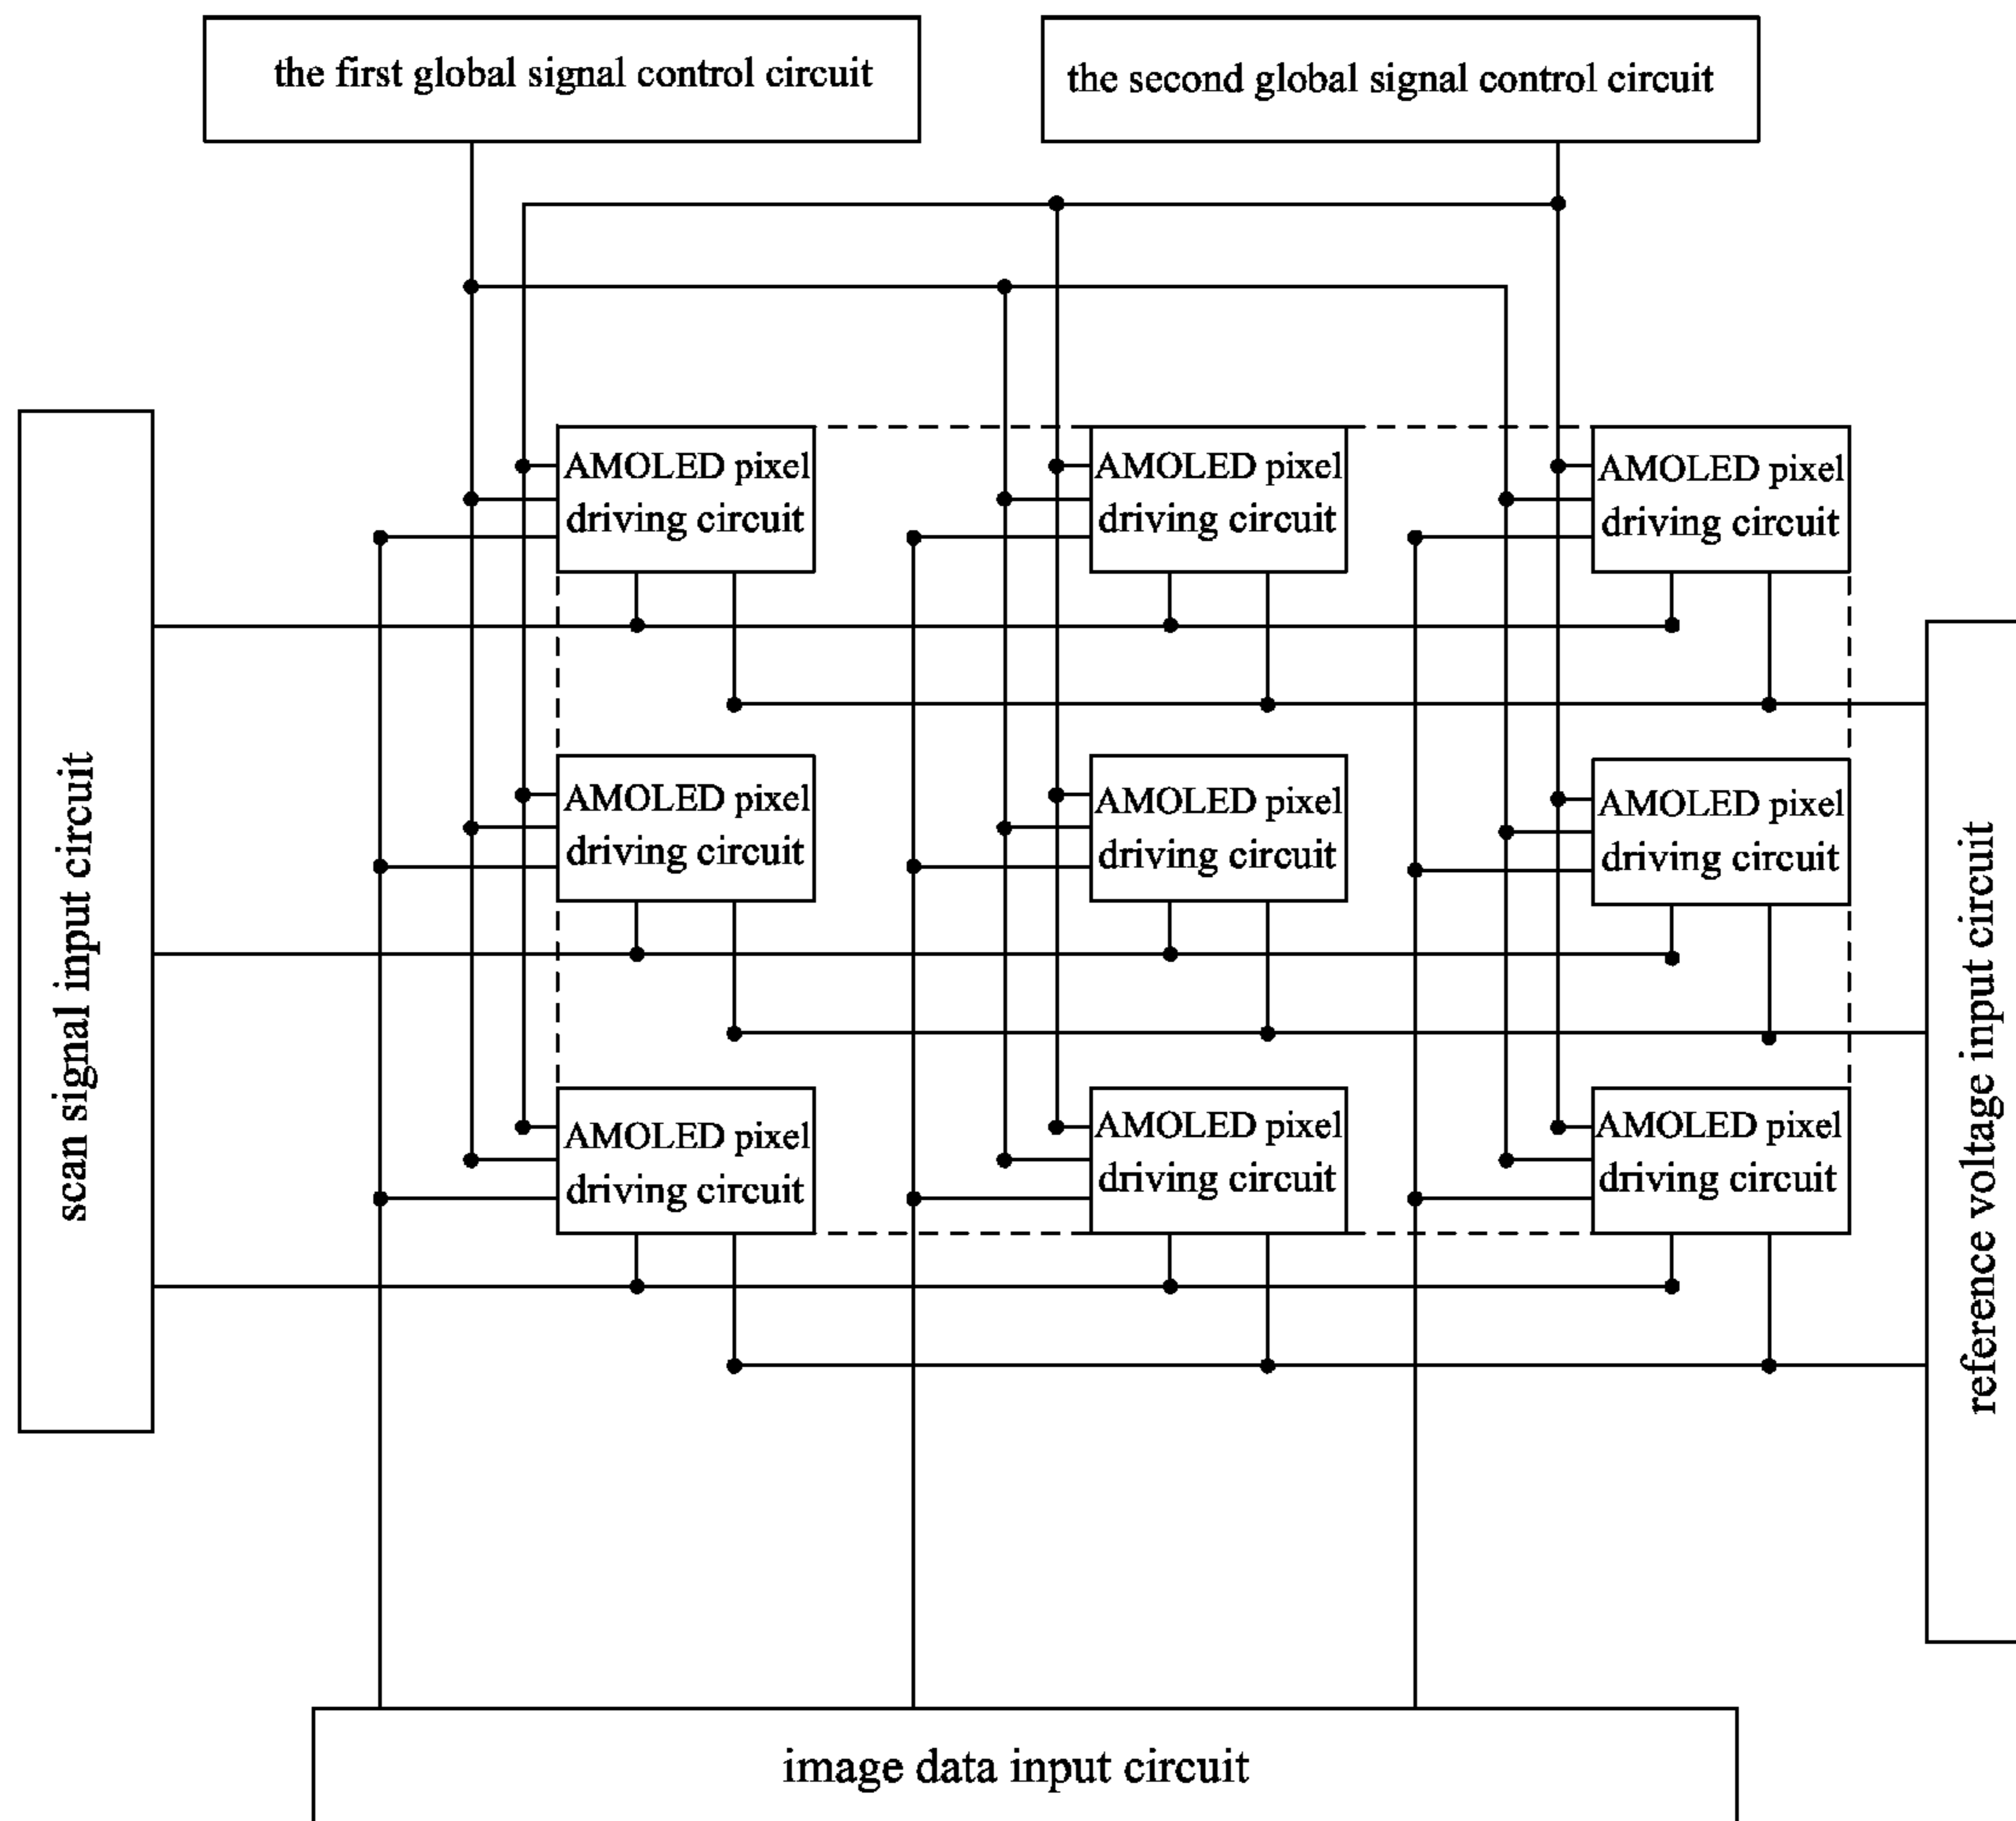 the first global signal control circuit
the second global signal control circuit
scan signal input circuit
AMOLED pixel
driving circuit
AMOLED pixel
driving circuit
AMOLED pixel
driving circuit
AMOLED pixel
driving circuit
AMOLED pixel
driving circuit
AMOLED pixel
driving circuit
AMOLED pixel
driving circuit
AMOLED pixel
driving circuit
AMOLED pixel
driving circuit
reference voltage input circuit
image data input circuit